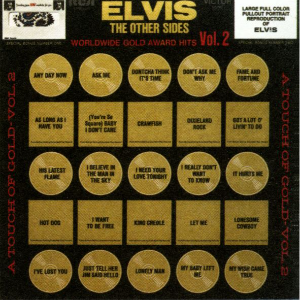 ELVIS
THE OTHER SIDES
WORLDWIDE GOLD AWARD HITS Vol. 2
LARGE FULL COLOR
PULLOUT PORTRAIT
REPRODUCTION
OF
ELVIS
A TOUCH OF GOLD-VOL. 2
ANY DAY NOW
ASK ME
DONTCHA THINK
IT'S TIME
DON'T ASK ME
WHY
FAME AND
FORTUNE
AS LONG AS I
HAVE YOU
(You're So
Square) BABY
I DON'T CARE
CRAWFISH
DIXIELAND
ROCK
GOT A LOT O'
LIVIN' TO DO
HIS LATEST
FLAME
I BELIEVE IN
THE MAN IN
THE SKY
I NEED YOUR
LOVE TONIGHT
I REALLY DON'T
WANT
TO KNOW
IT HURTS ME
HOT DOG
I WANT
TO BE FREE
KING CREOLE
LET ME
LONESOME
COWBOY
I'VE LOST YOU
JUST TELL HER
JIM SAID HELLO
LONELY MAN
MY BABY LEFT
ME
MY WISH CAME
TRUE
A TOUCH OF GOLD-VOL. 2